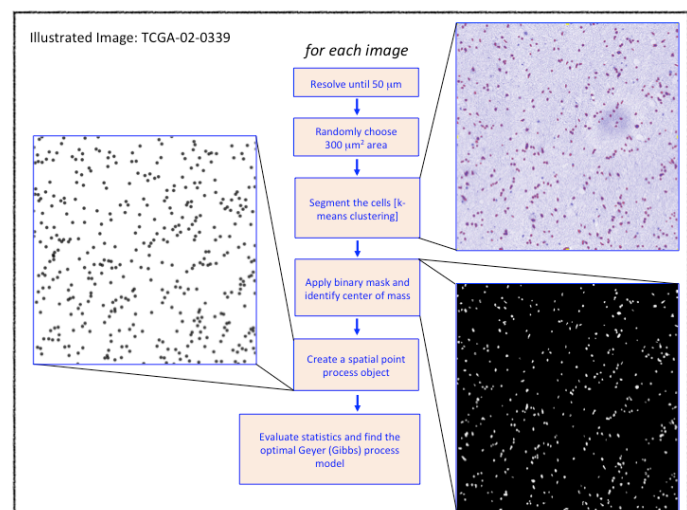 Illustrated Image: TCGA-02-0339
for each image
Resolve until 50 μm
Randomly choose
300 μm² area
Segment the cells [k-
means clustering]
Apply binary mask and
identify center of mass
Create a spatial point
process object
Evaluate statistics and find the
optimal Geyer (Gibbs) process
model